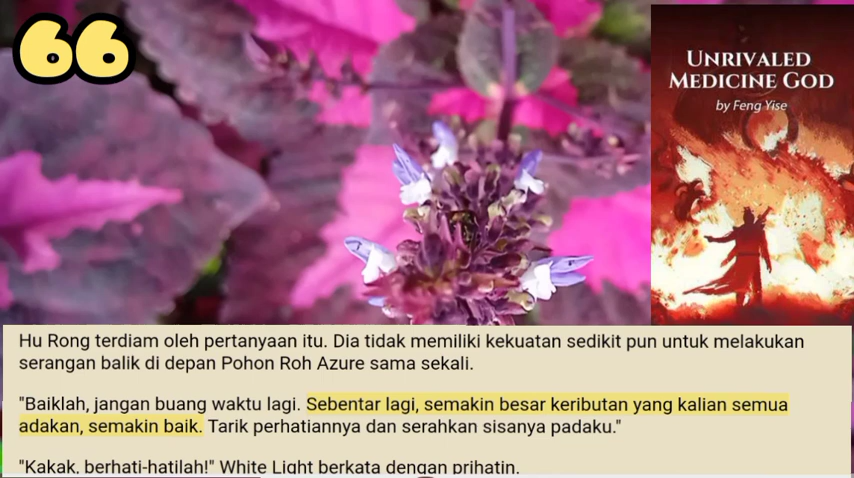 66
UNRIVALED
MEDICINE GOD
by Feng Yise
Hu Rong terdiam oleh pertanyaan itu. Dia tidak memiliki kekuatan sedikit pun untuk melakukan
serangan balik di depan Pohon Roh Azure sama sekali.
"Baiklah, jangan buang waktu lagi. Sebentar lagi, semakin besar keributan yang kalian semua
adakan, semakin baik. Tarik perhatiannya dan serahkan sisanya padaku."
"Kakak, berhati-hatilah!" White Light berkata dengan prihatin.